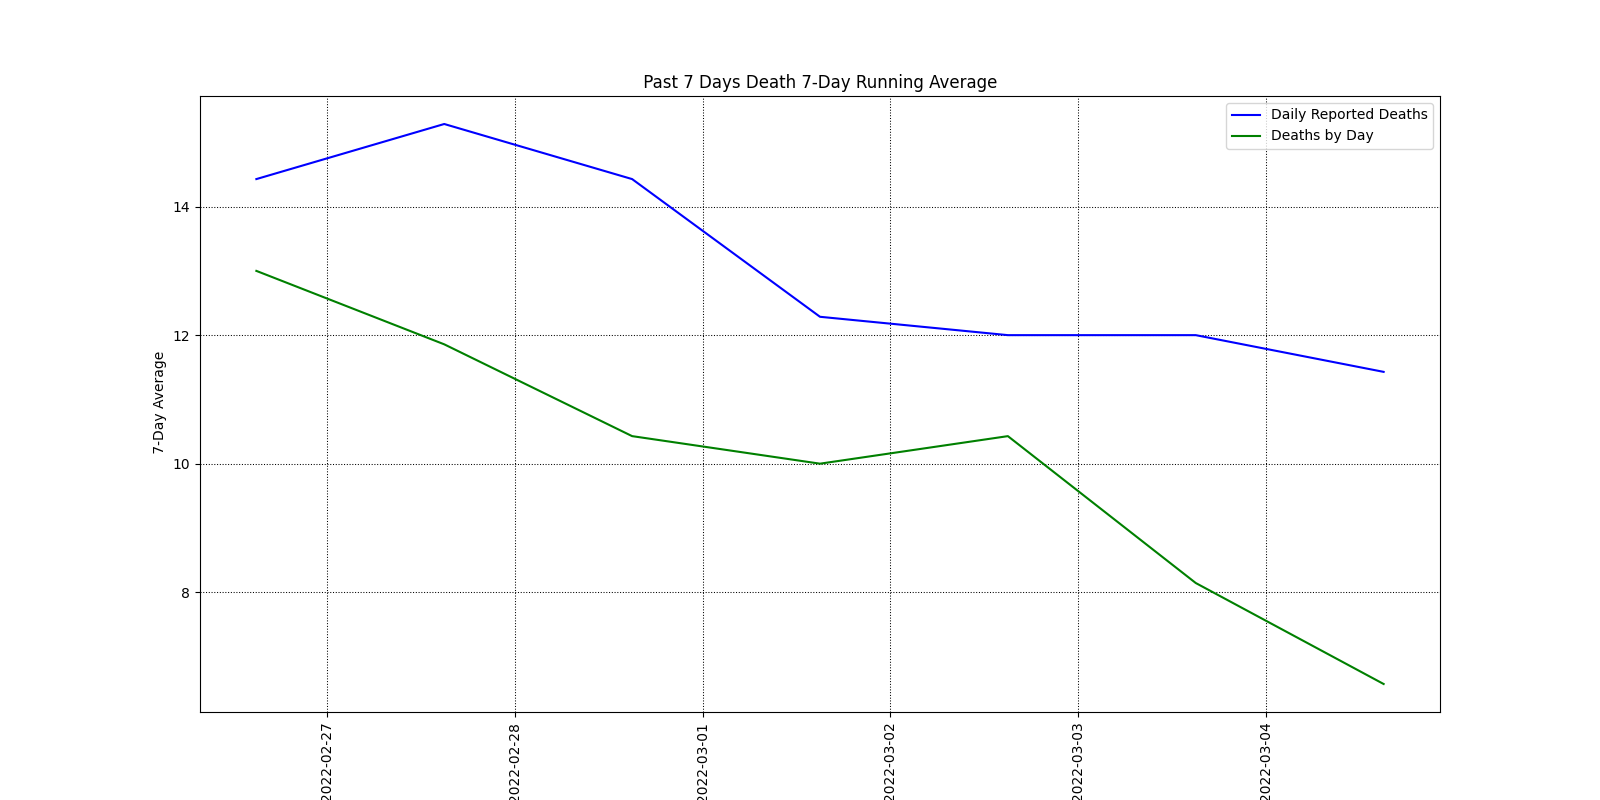 Past 7 Days Death 7-Day Running Average
Daily Reported Deaths
Deaths by Day
7-Day Average
14
12
10
8
2022-02-27
2022-02-28
2022-03-01
2022-03-02
2022-03-03
2022-03-04